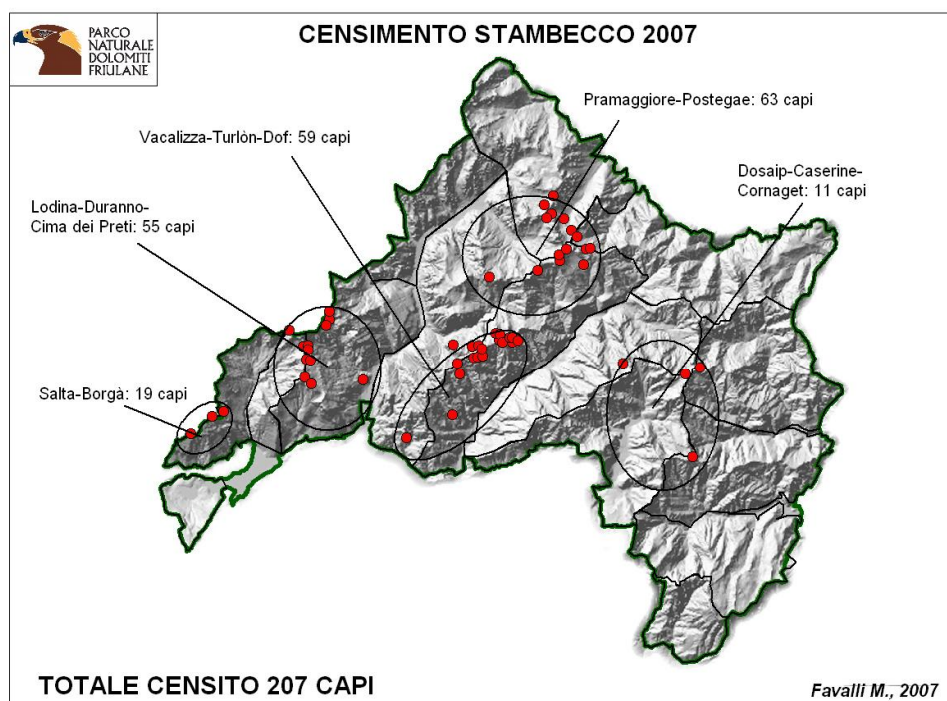 PARCO
NATURALE
DOLOMITI
FRIULANE
CENSIMENTO STAMBECCO 2007
Pramaggiore-Postegae: 63 capi
Vacalizza-Turlòn-Dof: 59 capi
Dosaip-Caserine-
Cornaget: 11 capi
Lodina-Duranno-
Cima dei Preti: 55 capi
Salta-Borgà: 19 capi
TOTALE CENSITO 207 CAPI
Favalli M., 2007